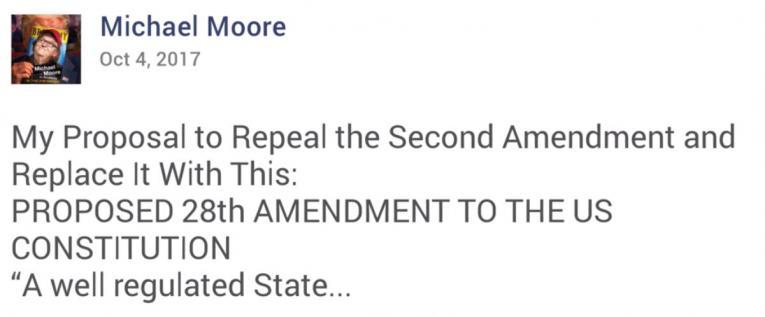 Michael Moore
Oct 4, 2017
My Proposal to Repeal the Second Amendment and
Replace It With This:
PROPOSED 28th AMENDMENT TO THE US
CONSTITUTION
“A well regulated State...